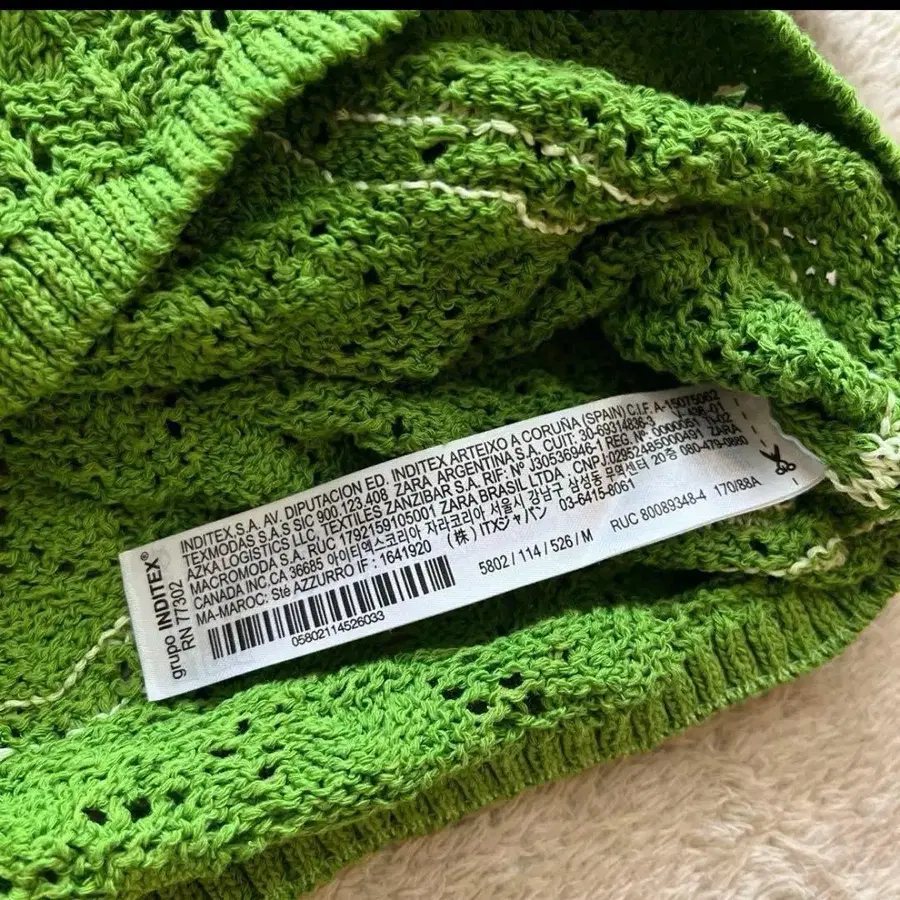 grupo INDITEX®
RN 77302
INDITEX,S.A. AV. DIPUTACION ED. INDITEX ARTEIXO A CORUÑA (SPAIN) C.I.F. A-15075062
TEXMODAS S.A.S SIC 900.123.408 ZARA ARGENTINA S.A. CUIT: 30-69314836-3
AZKA LOGÍSTICS LLC TEXTILES ZANZIBAR S.A. RIF: Nº J30536946-1 REG. Nº
MACROMODA S.A. RUC 1792159105001 ZARA BRASIL LTDA. CNPJ-02952485000491 ZARA
CANADA INC.CA 36685 아이티엑스코리아 자라코리아 서울시 강남구 삼성동 무역센터 20층 080-479-0880
MA-MAROC: Sté AZZURRO IF : 1641920 (株) ITXジャパン 03-6415-8061
RUC 80089348-4 170/88A
5802 / 114 / 526 / M
05802114526033